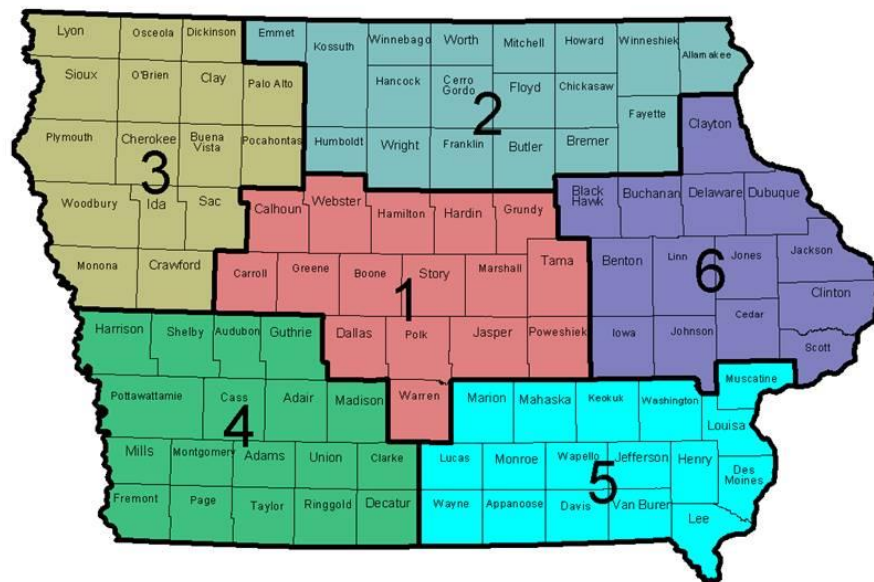 Lyon
Osceola
Dickinson
Emmet
Kossuth
Winnebago
Worth
Mitchell
Howard
Winneshiek
Allamakee
Sioux
O'Brien
Clay
Palo Alto
Hancock
Cerro
Gordo
Floyd
Chickasaw
2
Fayette
Clayton
Plymouth
Cherokee
Buena
Vista
Pocahontas
Humboldt
Wright
Franklin
Butler
Bremer
3
Woodbury
Ida
Sac
Calhoun
Webster
Hamilton
Hardin
Grundy
Black
Hawk
Buchanan
Delaware
Dubuque
Monona
Crawford
Carroll
Greene
Boone
Story
Marshall
Tama
Benton
Linn
Jones
Jackson
6
1
Clinton
Cedar
Harrison
Shelby
Audubon
Guthrie
Dallas
Polk
Jasper
Poweshiek
Iowa
Johnson
Scott
Pottawattamie
Cass
Adair
Madison
Warren
Marion
Mahaska
Keokuk
Washington
Muscatine
Louisa
4
Mills
Montgomery
Adams
Union
Clarke
Lucas
Monroe
Wapello
Jefferson
Henry
Des
Moines
5
Fremont
Page
Taylor
Ringgold
Decatur
Wayne
Appanoose
Davis
Van Buren
Lee